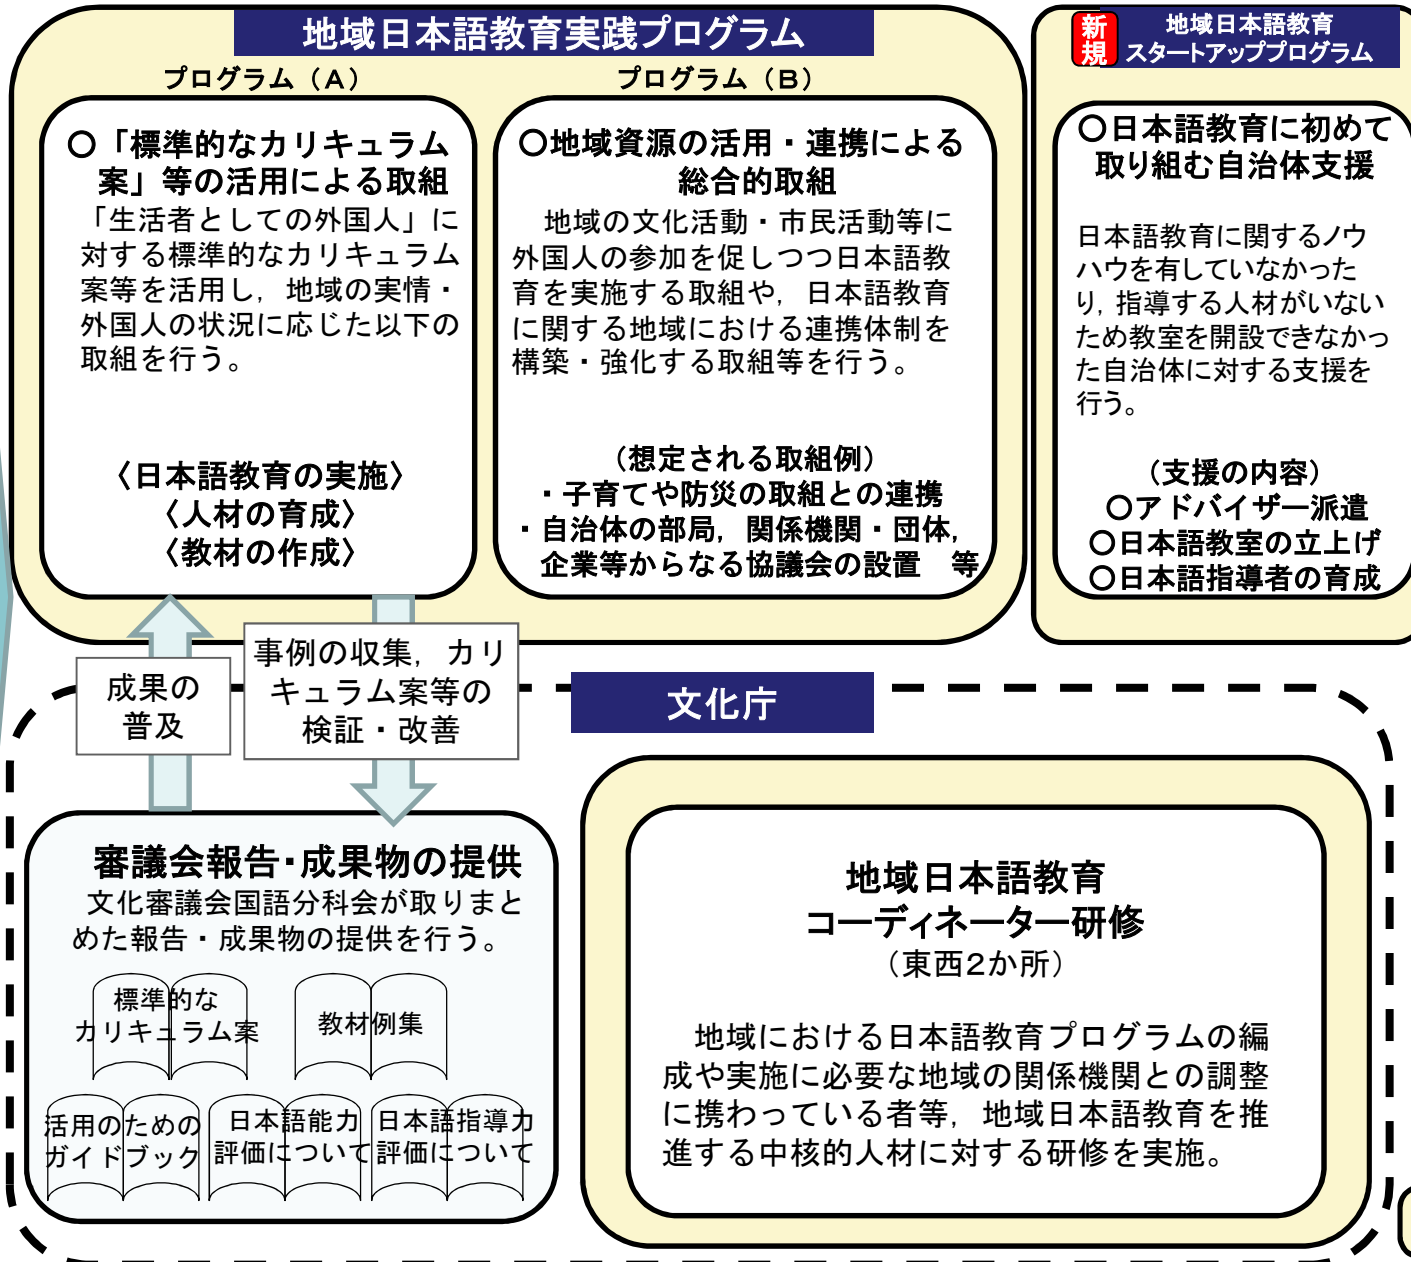 地域日本語教育実践プログラム
プログラム（A）
○「標準的なカリキュラム
案」等の活用による取組
「生活者としての外国人」に
対する標準的なカリキュラム
案等を活用し，地域の実情・
外国人の状況に応じた以下の
取組を行う。
〈日本語教育の実施〉
〈人材の育成〉
〈教材の作成〉
プログラム（B）
○地域資源の活用・連携による
総合的取組
地域の文化活動・市民活動等に
外国人の参加を促しつつ日本語教
育を実施する取組や，日本語教育
に関する地域における連携体制を
構築・強化する取組等を行う。
（想定される取組例）
・子育てや防災の取組との連携
・自治体の部局，関係機関・団体，
企業等からなる協議会の設置　等
新規
地域日本語教育
スタートアッププログラム
○日本語教育に初めて
取り組む自治体支援
日本語教育に関するノウ
ハウを有していなかった
り，指導する人材がいない
ため教室を開設できなかっ
た自治体に対する支援を
行う。
（支援の内容）
○アドバイザー派遣
○日本語教室の立上げ
○日本語指導者の育成
成果の
普及
事例の収集，カリ
キュラム案等の
検証・改善
文化庁
審議会報告・成果物の提供
文化審議会国語分科会が取りまと
めた報告・成果物の提供を行う。
標準的な
カリキュラム案
教材例集
活用のための
ガイドブック
日本語能力
評価について
日本語指導力
評価について
地域日本語教育
コーディネーター研修
（東西２か所）
地域における日本語教育プログラムの編
成や実施に必要な地域の関係機関との調整
に携わっている者等，地域日本語教育を推
進する中核的人材に対する研修を実施。